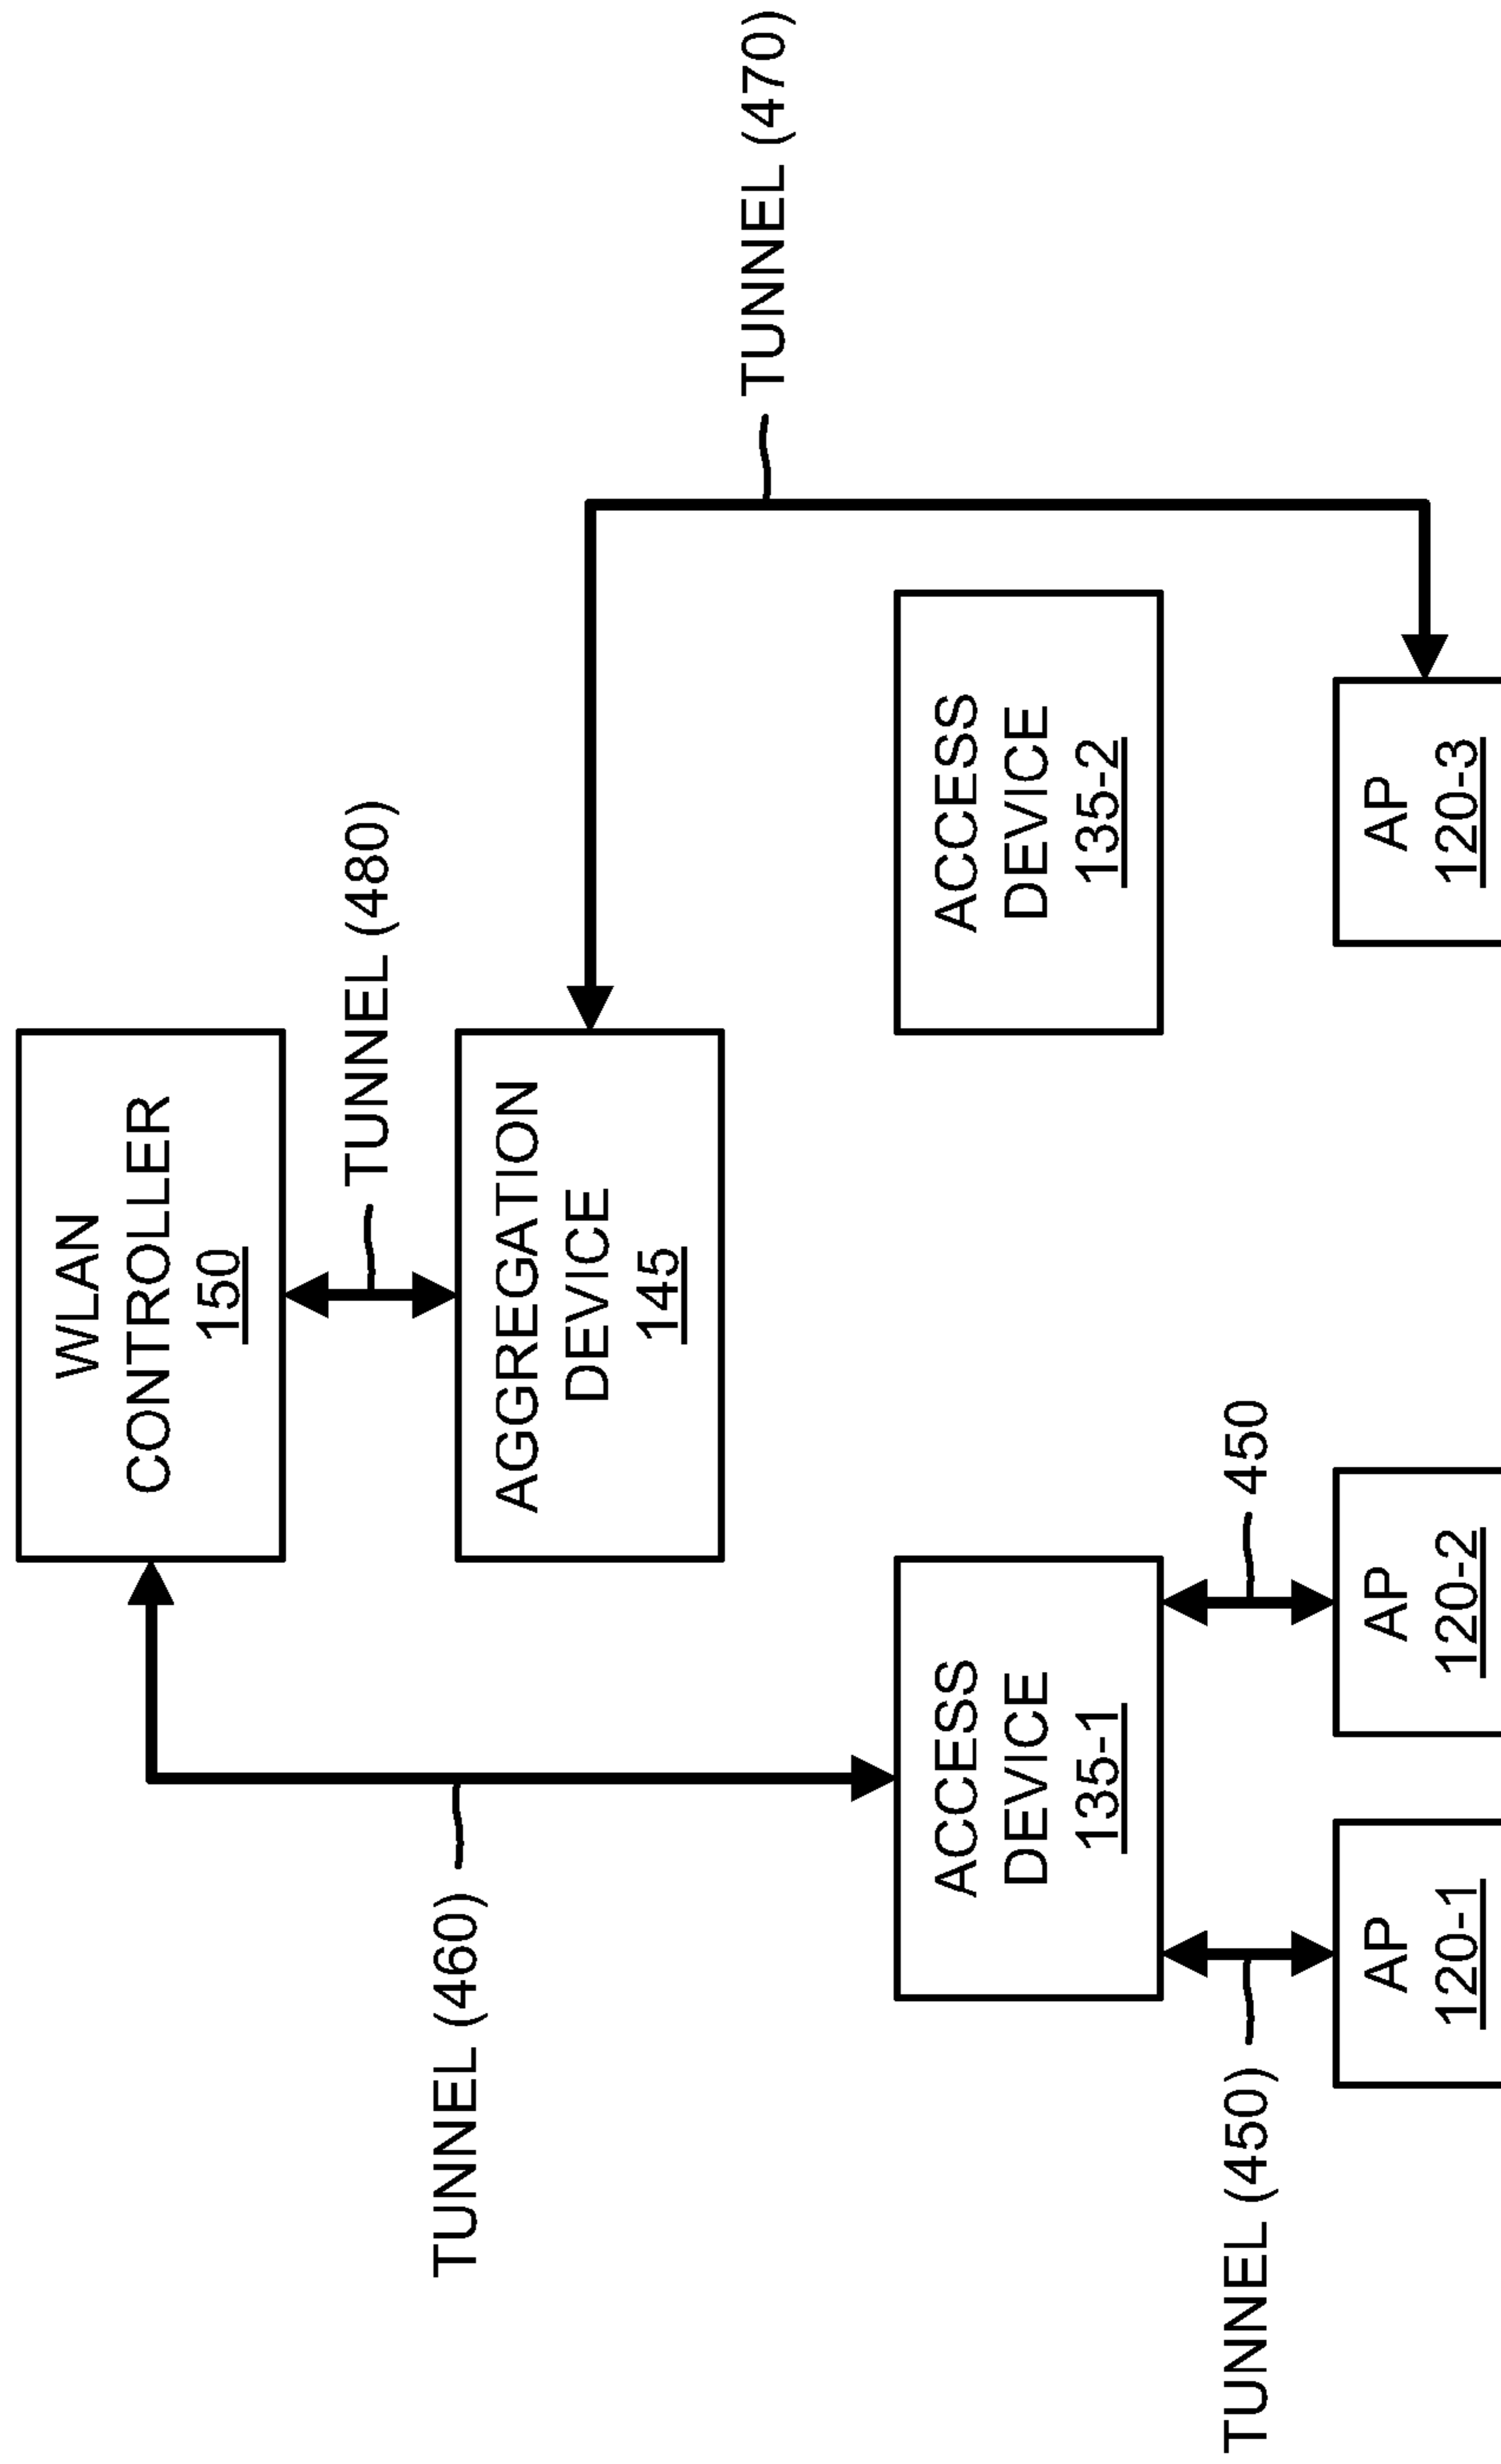 WLAN
CONTROLLER
150
TUNNEL (480)
TUNNEL (460)
AGGREGATION
DEVICE
145
TUNNEL (470)
ACCESS
DEVICE
135-1
ACCESS
DEVICE
135-2
TUNNEL (450)
450
AP
120-1
AP
120-2
AP
120-3